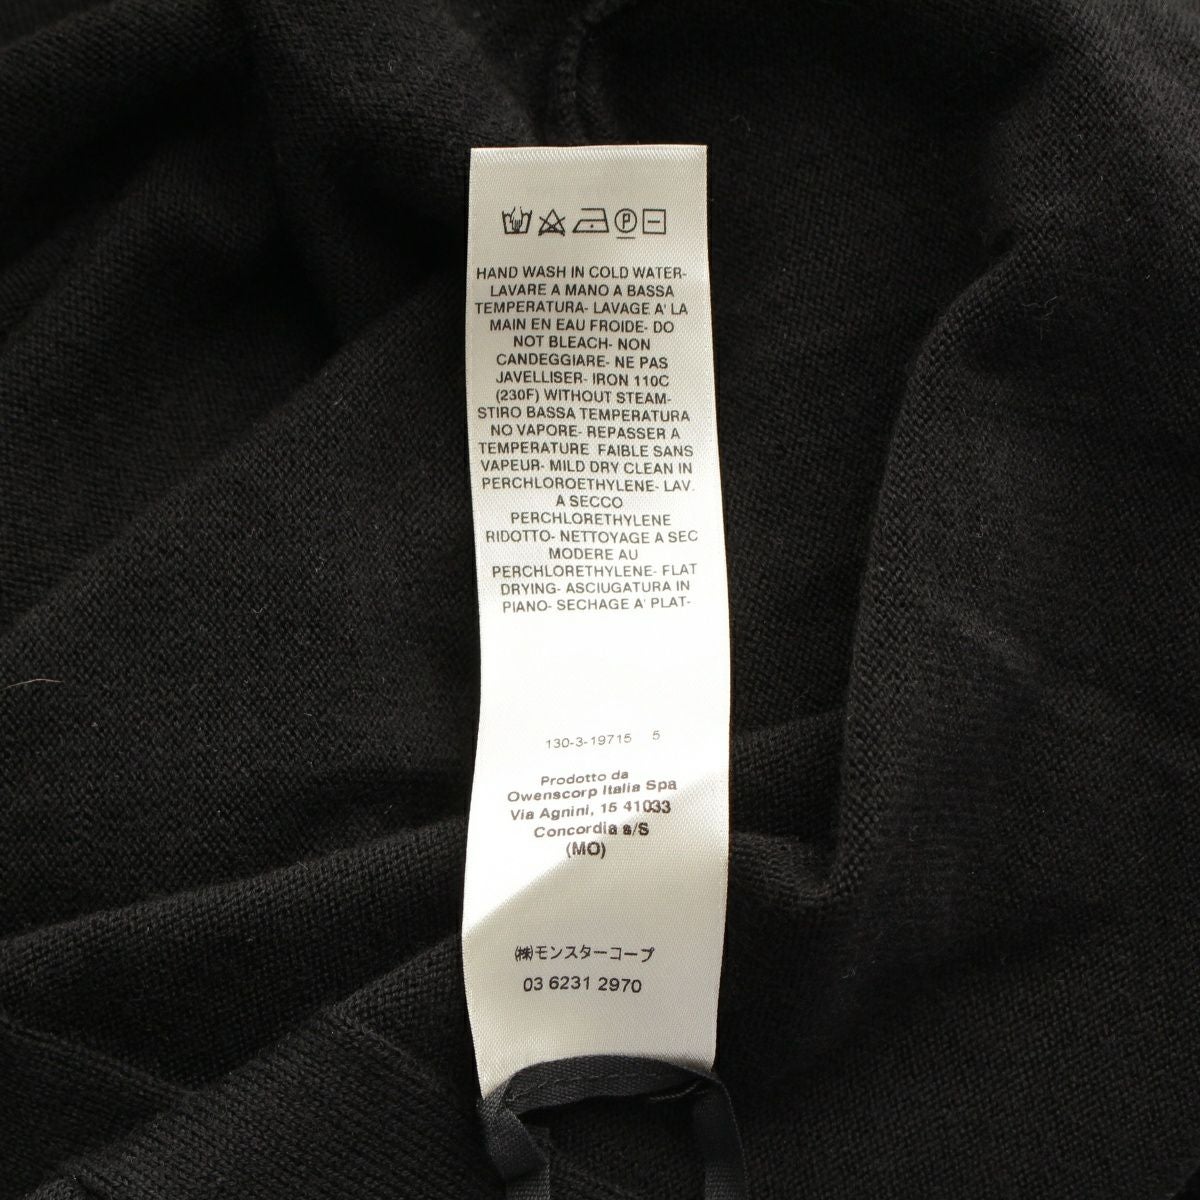 HAND WASH IN COLD WATER-
LAVARE A MANO A BASSA
TEMPERATURA- LAVAGE A' LA
MAIN EN EAU FROIDE- DO
NOT BLEACH- NON
CANDEGGIARE- NE PAS
JAVELLISER- IRON 110C
(230F) WITHOUT STEAM-
STIRO BASSA TEMPERATURA
NO VAPORE- REPASSER A
TEMPERATURE FAIBLE SANS
VAPEUR- MILD DRY CLEAN IN
PERCHLOROETHYLENE- LAV.
A SECCO
PERCHLORETHYLENE
RIDOTTO- NETTOYAGE A SEC
MODERE AU
PERCHLORETHYLENE- FLAT
DRYING- ASCIUGATURA IN
PIANO- SECHAGE A' PLAT-
130-3-19715 5
Prodotto da
Owenscorp Italia Spa
Via Agnini, 15 41033
Concordia s/S
(MO)
(株)モンスターコープ
03 6231 2970